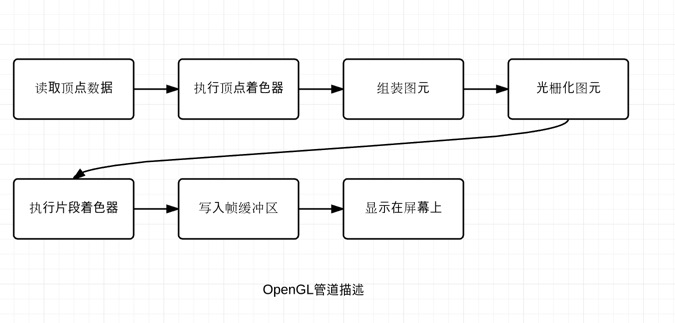 读取顶点数据
执行顶点着色器
组装图元
光栅化图元
执行片段着色器
写入帧缓冲区
显示在屏幕上
OpenGL管道描述